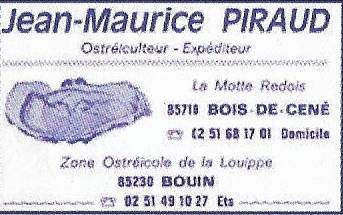 Jean-Maurice PIRAUD
Ostréiculteur - Expéditeur
La Motte Redois
85710 BOIS-DE-CENÉ
☎ 02 51 68 17 01 Domicile
Zone Ostréicole de la Louippe
85230 BOUIN
☎ 02 51 49 10 27 Ets